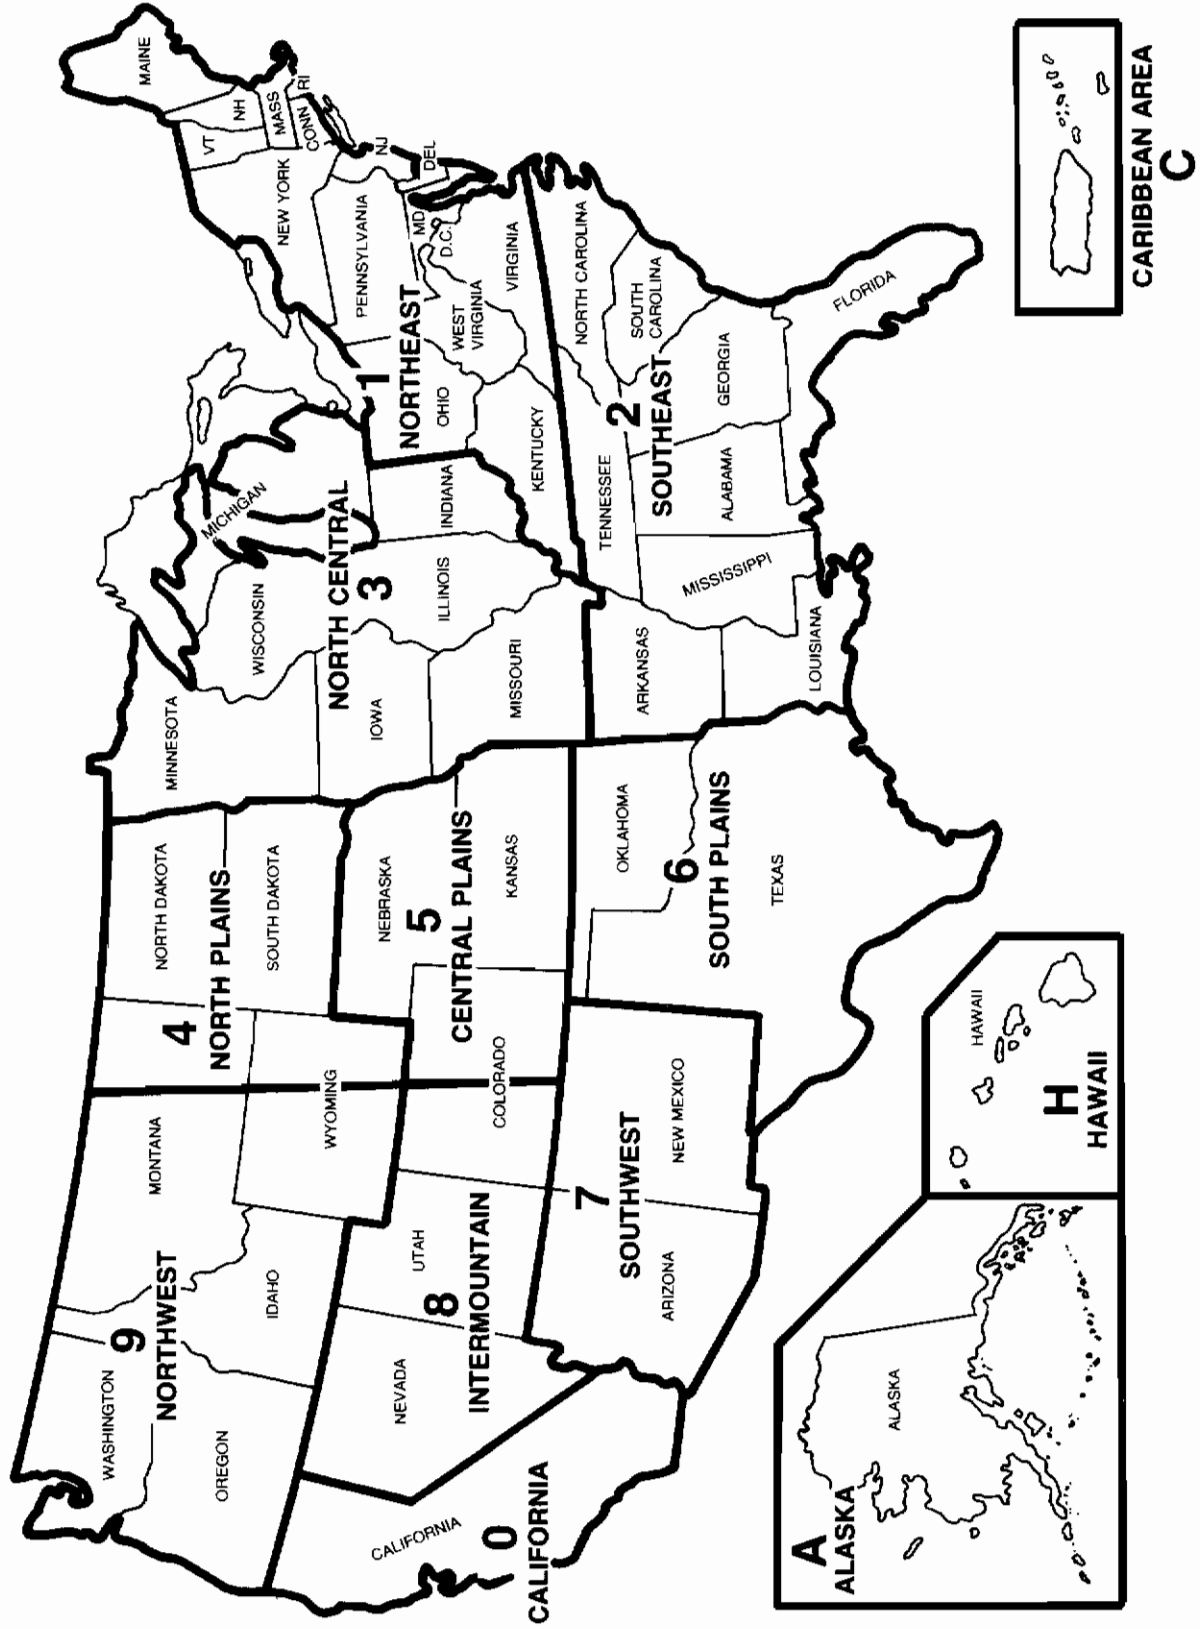 MAINE
VT
NH
MASS
RI
CONN
NEW YORK
NJ
PENNSYLVANIA
DEL
MD
D.C.
WEST
VIRGINIA
VIRGINIA
OHIO
KENTUCKY
1
NORTHEAST
NORTH CAROLINA
SOUTH
CAROLINA
TENNESSEE
GEORGIA
FLORIDA
ALABAMA
MISSISSIPPI
ARKANSAS
LOUISIANA
2
SOUTHEAST
MICHIGAN
INDIANA
WISCONSIN
ILLINOIS
MINNESOTA
IOWA
MISSOURI
NORTH CENTRAL
3
NORTH DAKOTA
SOUTH DAKOTA
4
NORTH PLAINS
NEBRASKA
KANSAS
5
CENTRAL PLAINS
COLORADO
OKLAHOMA
TEXAS
6
SOUTH PLAINS
NEW MEXICO
ARIZONA
7
SOUTHWEST
UTAH
NEVADA
8
INTERMOUNTAIN
MONTANA
WYOMING
IDAHO
WASHINGTON
OREGON
9
NORTHWEST
CALIFORNIA
0
CALIFORNIA
A
ALASKA
ALASKA
HAWAII
H
HAWAII
CARIBBEAN AREA
C